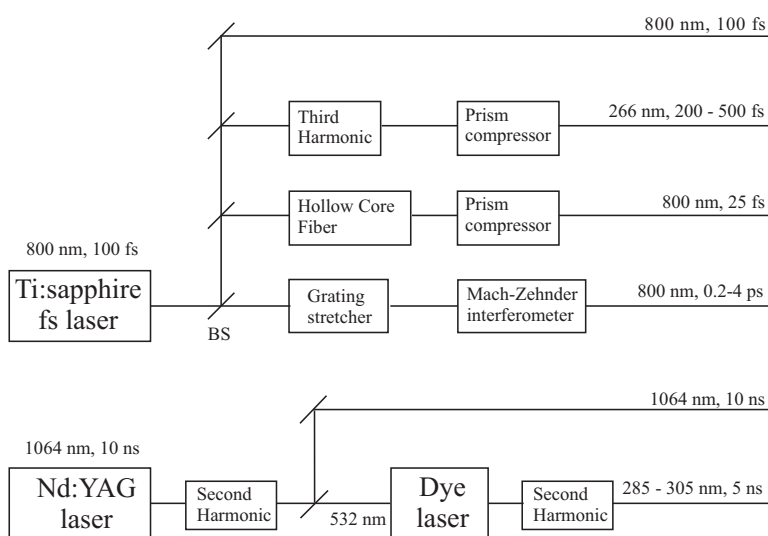 800 nm, 100 fs
Third
Harmonic
Prism
compressor
266 nm, 200 - 500 fs
Hollow Core
Fiber
Prism
compressor
800 nm, 25 fs
800 nm, 100 fs
Ti:sapphire
fs laser
BS
Grating
stretcher
Mach-Zehnder
interferometer
800 nm, 0.2-4 ps
1064 nm, 10 ns
1064 nm, 10 ns
Nd:YAG
laser
Second
Harmonic
532 nm
Dye
laser
Second
Harmonic
285 - 305 nm, 5 ns